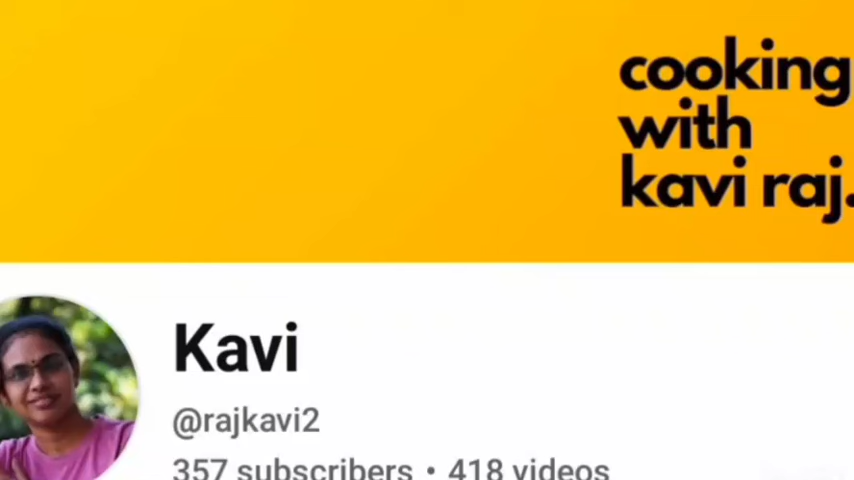 cooking
with
kavi raj.
Kavi
@rajkavi2
357 subscribers • 418 videos